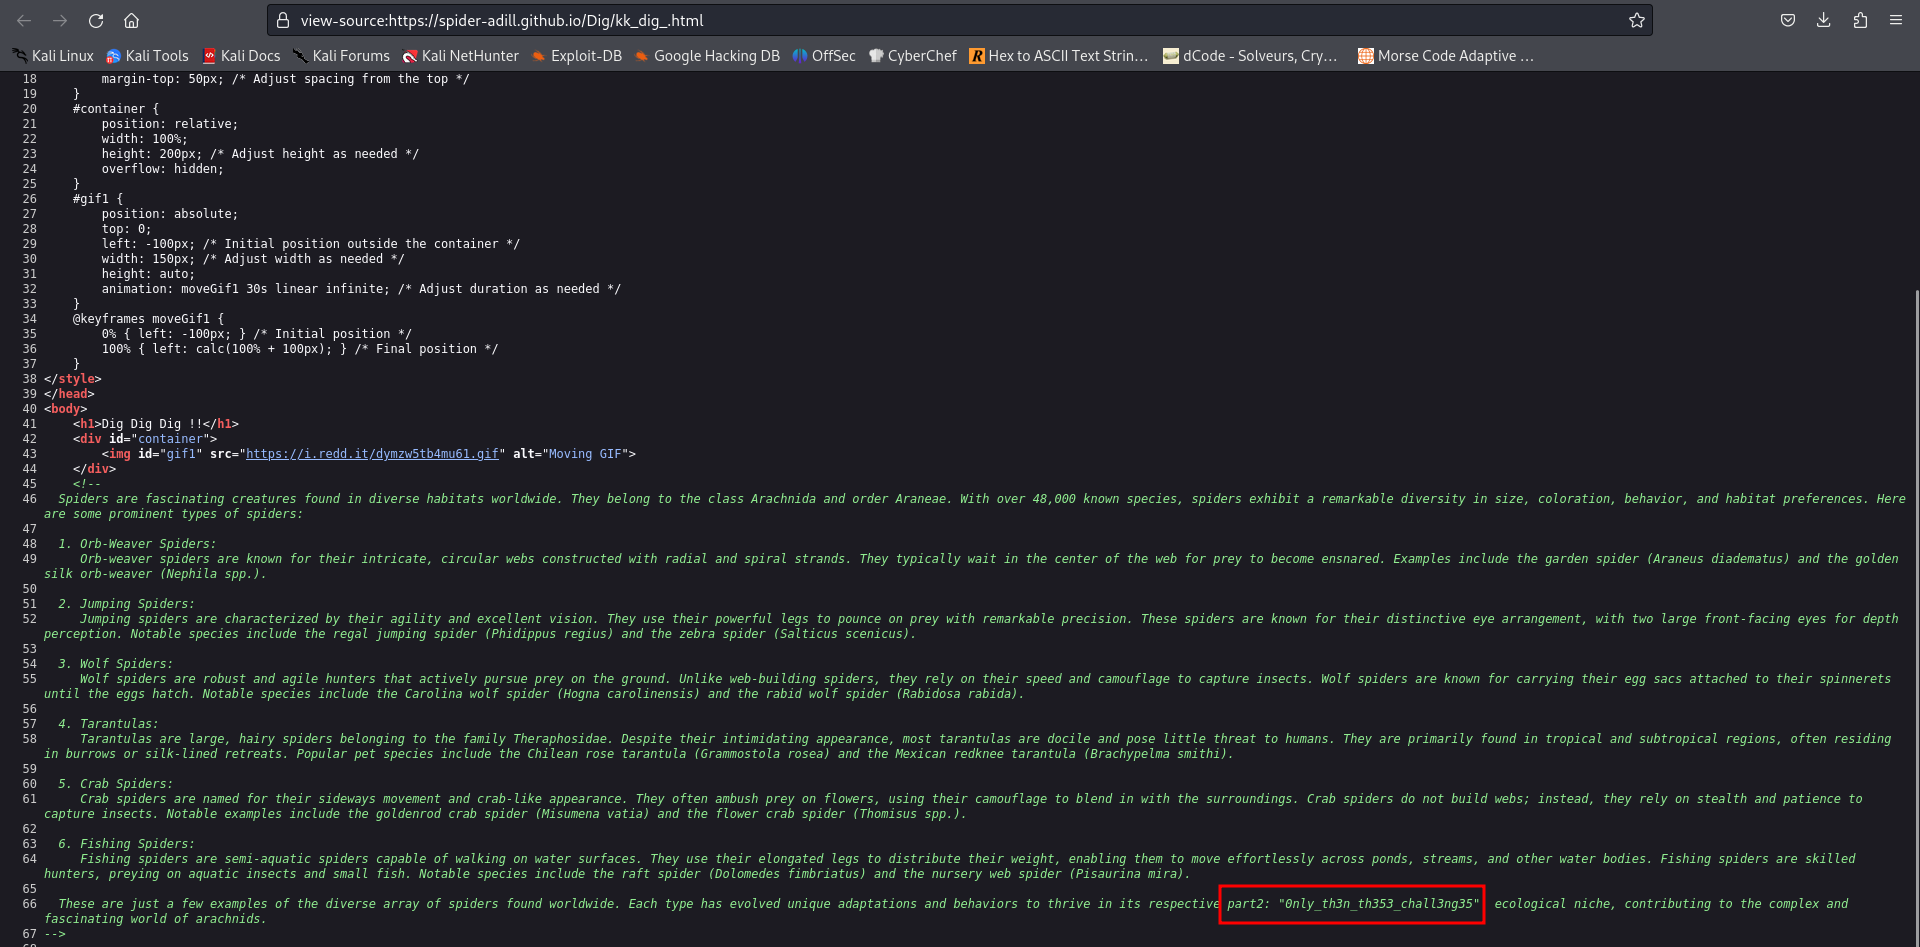 view-source:https://spider-adill.github.io/Dig/kk_dig_.html
Kali Linux Kali Tools Kali Docs Kali Forums Kali NetHunter Exploit-DB Google Hacking DB OffSec CyberChef Hex to ASCII Text Strin… dCode - Solveurs, Cry… Morse Code Adaptive …
18 margin-top: 50px; /* Adjust spacing from the top */
19 }
20 #container {
21 position: relative;
22 width: 100%;
23 height: 200px; /* Adjust height as needed */
24 overflow: hidden;
25 }
26 #gif1 {
27 position: absolute;
28 top: 0;
29 left: -100px; /* Initial position outside the container */
30 width: 150px; /* Adjust width as needed */
31 height: auto;
32 animation: moveGif1 30s linear infinite; /* Adjust duration as needed */
33 }
34 @keyframes moveGif1 {
35 0% { left: -100px; } /* Initial position */
36 100% { left: calc(100% + 100px); } /* Final position */
37 }
38 </style>
39 </head>
40 <body>
41 <h1>Dig Dig Dig !!</h1>
42 <div id="container">
43 <img id="gif1" src="https://i.redd.it/dymzw5tb4mu61.gif" alt="Moving GIF">
44 </div>
45 <!--
46 Spiders are fascinating creatures found in diverse habitats worldwide. They belong to the class Arachnida and order Araneae. With over 48,000 known species, spiders exhibit a remarkable diversity in size, coloration, behavior, and habitat preferences. Here
are some prominent types of spiders:
47
48 1. Orb-Weaver Spiders:
49 Orb-weaver spiders are known for their intricate, circular webs constructed with radial and spiral strands. They typically wait in the center of the web for prey to become ensnared. Examples include the garden spider (Araneus diadematus) and the golden
silk orb-weaver (Nephila spp.).
50
51 2. Jumping Spiders:
52 Jumping spiders are characterized by their agility and excellent vision. They use their powerful legs to pounce on prey with remarkable precision. These spiders are known for their distinctive eye arrangement, with two large front-facing eyes for depth
perception. Notable species include the regal jumping spider (Phidippus regius) and the zebra spider (Salticus scenicus).
53
54 3. Wolf Spiders:
55 Wolf spiders are robust and agile hunters that actively pursue prey on the ground. Unlike web-building spiders, they rely on their speed and camouflage to capture insects. Wolf spiders are known for carrying their egg sacs attached to their spinnerets
until the eggs hatch. Notable species include the Carolina wolf spider (Hogna carolinensis) and the rabid wolf spider (Rabidosa rabida).
56
57 4. Tarantulas:
58 Tarantulas are large, hairy spiders belonging to the family Theraphosidae. Despite their intimidating appearance, most tarantulas are docile and pose little threat to humans. They are primarily found in tropical and subtropical regions, often residing
in burrows or silk-lined retreats. Popular pet species include the Chilean rose tarantula (Grammostola rosea) and the Mexican redknee tarantula (Brachypelma smithi).
59
60 5. Crab Spiders:
61 Crab spiders are named for their sideways movement and crab-like appearance. They often ambush prey on flowers, using their camouflage to blend in with the surroundings. Crab spiders do not build webs; instead, they rely on stealth and patience to
capture insects. Notable examples include the goldenrod crab spider (Misumena vatia) and the flower crab spider (Thomisus spp.).
62
63 6. Fishing Spiders:
64 Fishing spiders are semi-aquatic spiders capable of walking on water surfaces. They use their elongated legs to distribute their weight, enabling them to move effortlessly across ponds, streams, and other water bodies. Fishing spiders are skilled
hunters, preying on aquatic insects and small fish. Notable species include the raft spider (Dolomedes fimbriatus) and the nursery web spider (Pisaurina mira).
65
66 These are just a few examples of the diverse array of spiders found worldwide. Each type has evolved unique adaptations and behaviors to thrive in its respective part2: "0nly_th3n_th353_chall3ng35" ecological niche, contributing to the complex and
fascinating world of arachnids.
67 -->